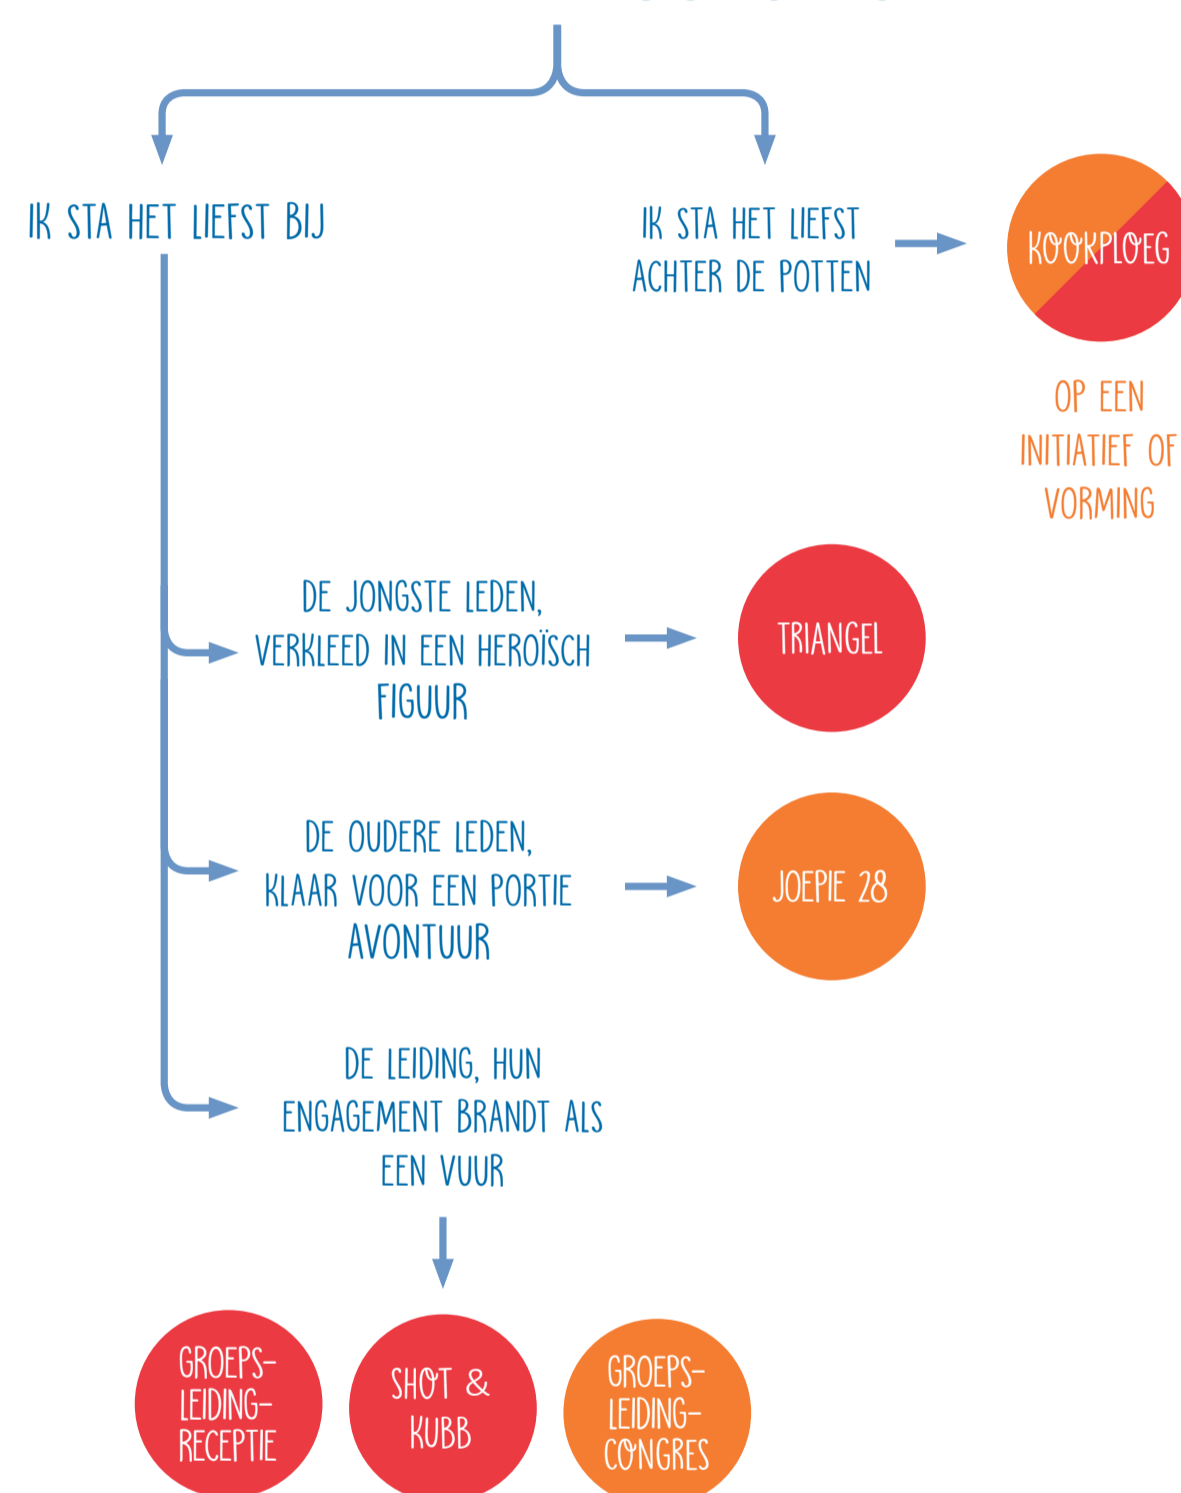 IK STA HET LIEFST BIJ
IK STA HET LIEFST
ACHTER DE POTTEN
KOOKPLOEG
OP EEN
INITIATIEF OF
VORMING
DE JONGSTE LEDEN,
VERKLEED IN EEN HEROÏSCH
FIGUUR
TRIANGEL
DE OUDERE LEDEN,
KLAAR VOOR EEN PORTIE
AVONTUUR
JOEPIE 28
DE LEIDING, HUN
ENGAGEMENT BRANDT ALS
EEN VUUR
GROEPS-
LEIDING-
RECEPTIE
SHOT &
KUBB
GROEPS-
LEIDING-
CONGRES